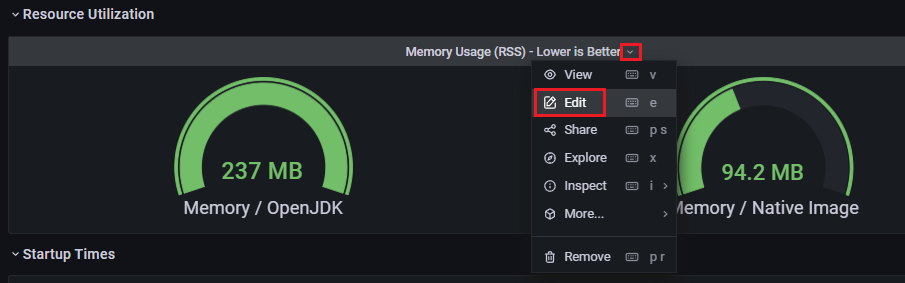 Resource Utilization
Memory Usage (RSS) - Lower is Better
View v
Edit e
Share p s
Explore x
Inspect i
More...
Remove p r
237 MB
Memory / OpenJDK
94.2 MB
Memory / Native Image
Startup Times